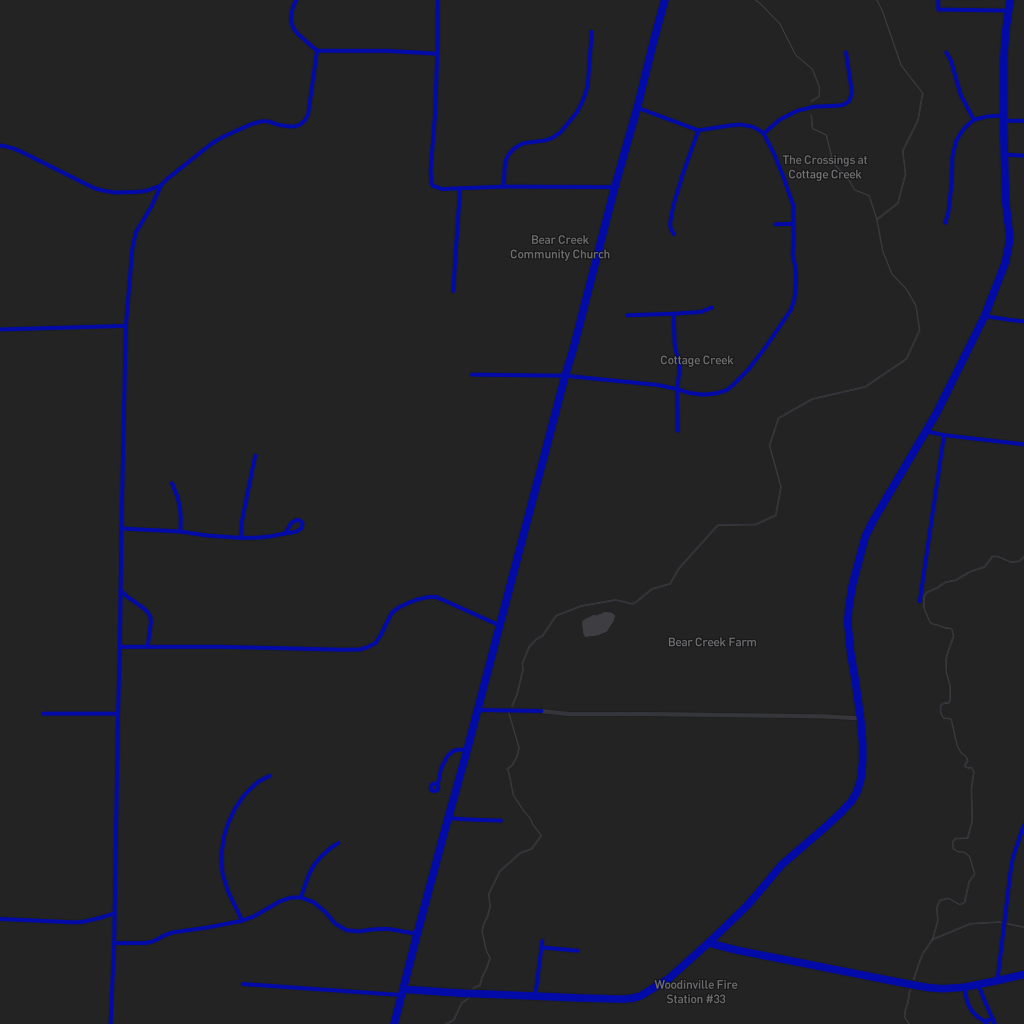 The Crossings at
Cottage Creek
Bear Creek
Community Church
Cottage Creek
Bear Creek Farm
Woodinville Fire
Station #33